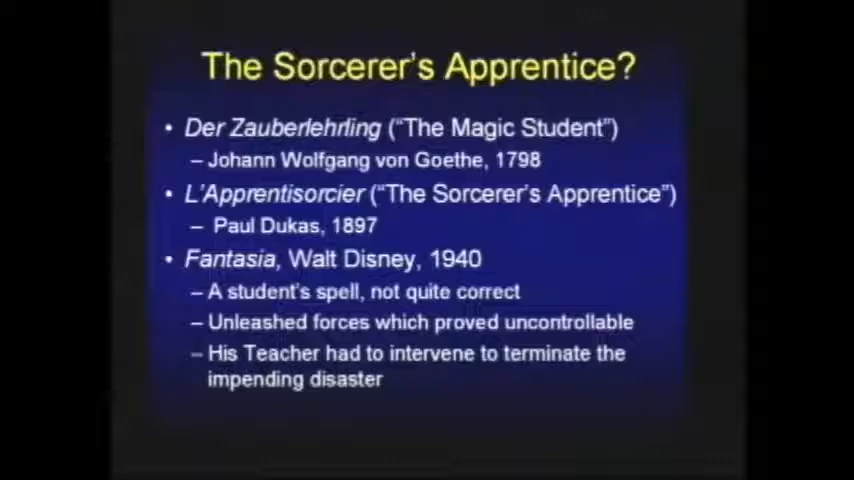 The Sorcerer's Apprentice?
• Der Zauberlehrling ("The Magic Student")
– Johann Wolfgang von Goethe, 1798
• L'Apprentisorcier ("The Sorcerer's Apprentice")
– Paul Dukas, 1897
• Fantasia, Walt Disney, 1940
– A student's spell, not quite correct
– Unleashed forces which proved uncontrollable
– His Teacher had to intervene to terminate the
impending disaster